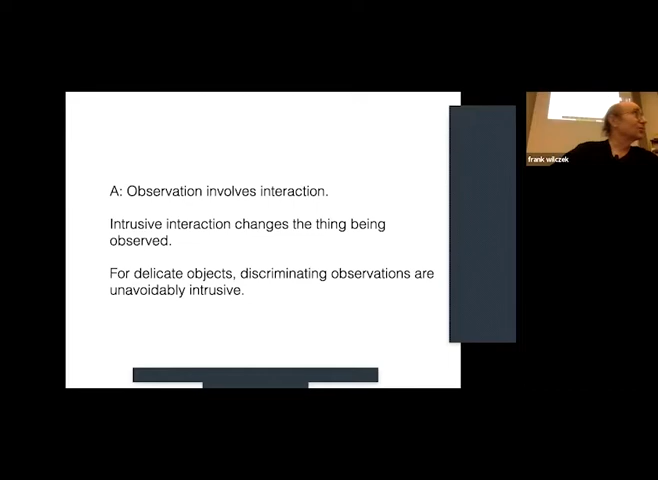 A: Observation involves interaction.
Intrusive interaction changes the thing being
observed.
For delicate objects, discriminating observations are
unavoidably intrusive.
frank wilczek